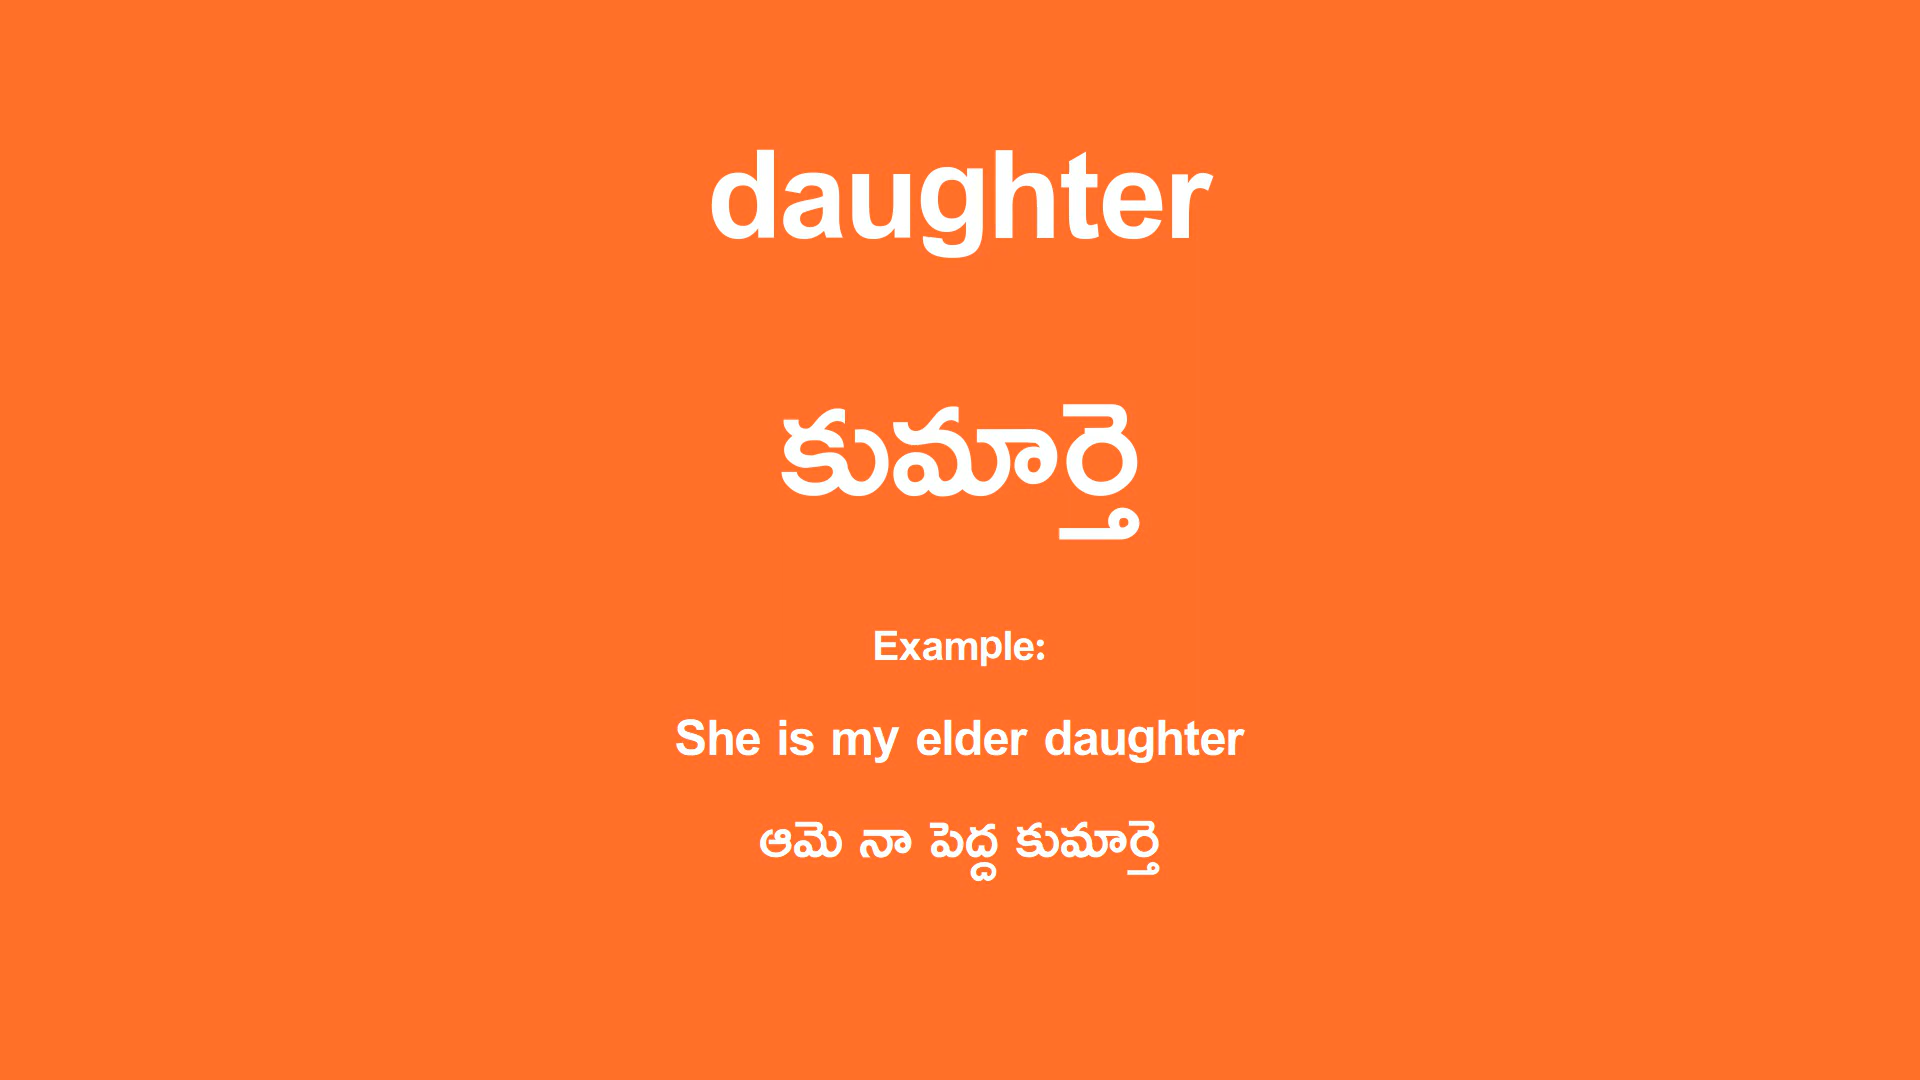 daughter
కుమార్తె
Example:
She is my elder daughter
ఆమె నా పెద్ద కుమార్తె